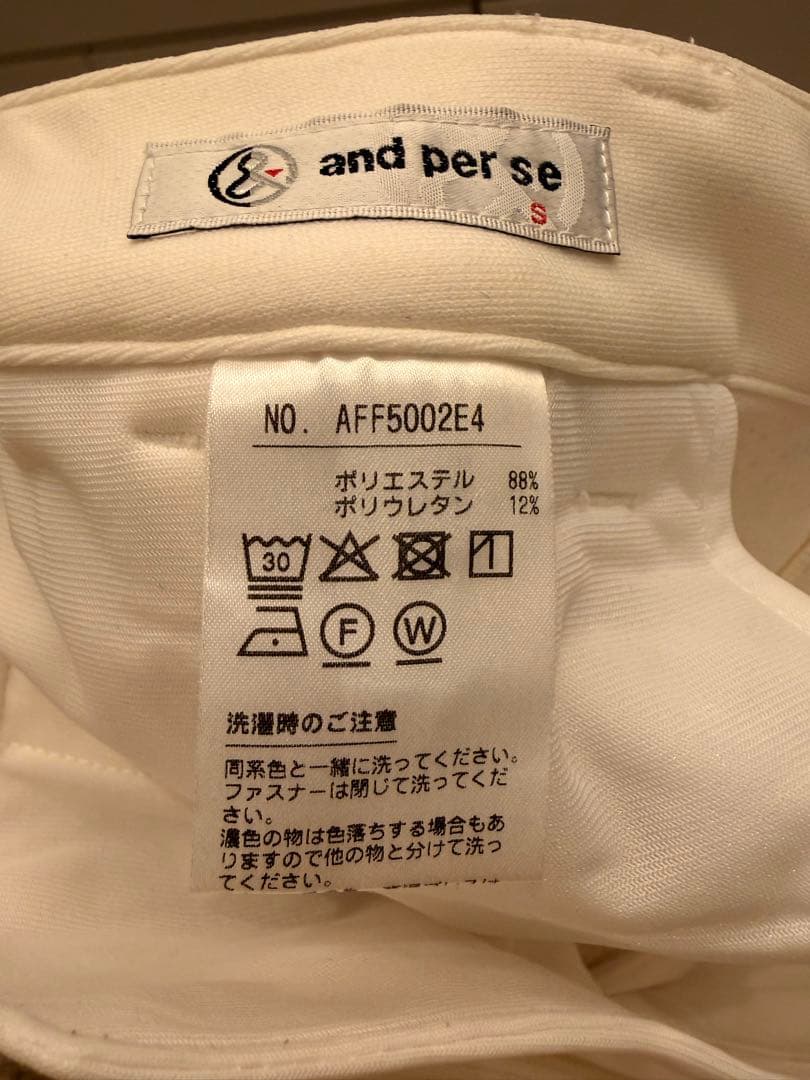 and per se
S
NO. AFF5002E4
ポリエステル 88%
ポリウレタン 12%
30
F
W
洗濯時のご注意
同系色と一緒に洗ってください。
ファスナーは閉じて洗ってくだ
さい。
濃色の物は色落ちする場合もあ
りますので他の物と分けて洗っ
てください。